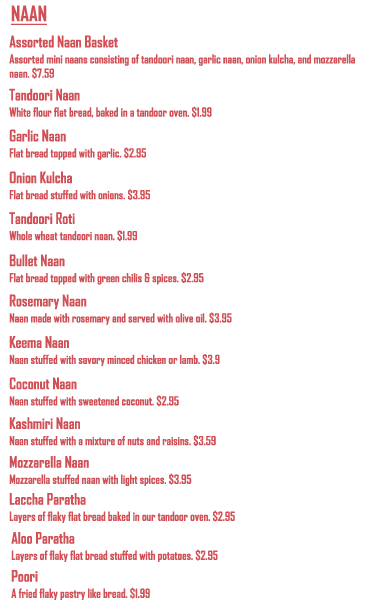 NAAN
Assorted Naan Basket
Assorted mini naans consisting of tandoori naan, garlic naan, onion kulcha, and mozzarella
naan. $7.59
Tandoori Naan
White flour flat bread, baked in a tandoor oven. $1.99
Garlic Naan
Flat bread topped with garlic. $2.95
Onion Kulcha
Flat bread stuffed with onions. $3.95
Tandoori Roti
Whole wheat tandoori naan. $1.99
Bullet Naan
Flat bread topped with green chilis & spices. $2.95
Rosemary Naan
Naan made with rosemary and served with olive oil. $3.95
Keema Naan
Naan stuffed with savory minced chicken or lamb. $3.9
Coconut Naan
Naan stuffed with sweetened coconut. $2.95
Kashmiri Naan
Naan stuffed with a mixture of nuts and raisins. $3.59
Mozzarella Naan
Mozzarella stuffed naan with light spices. $3.95
Laccha Paratha
Layers of flaky flat bread baked in our tandoor oven. $2.95
Aloo Paratha
Layers of flaky flat bread stuffed with potatoes. $2.95
Poori
A fried flaky pastry like bread. $1.99